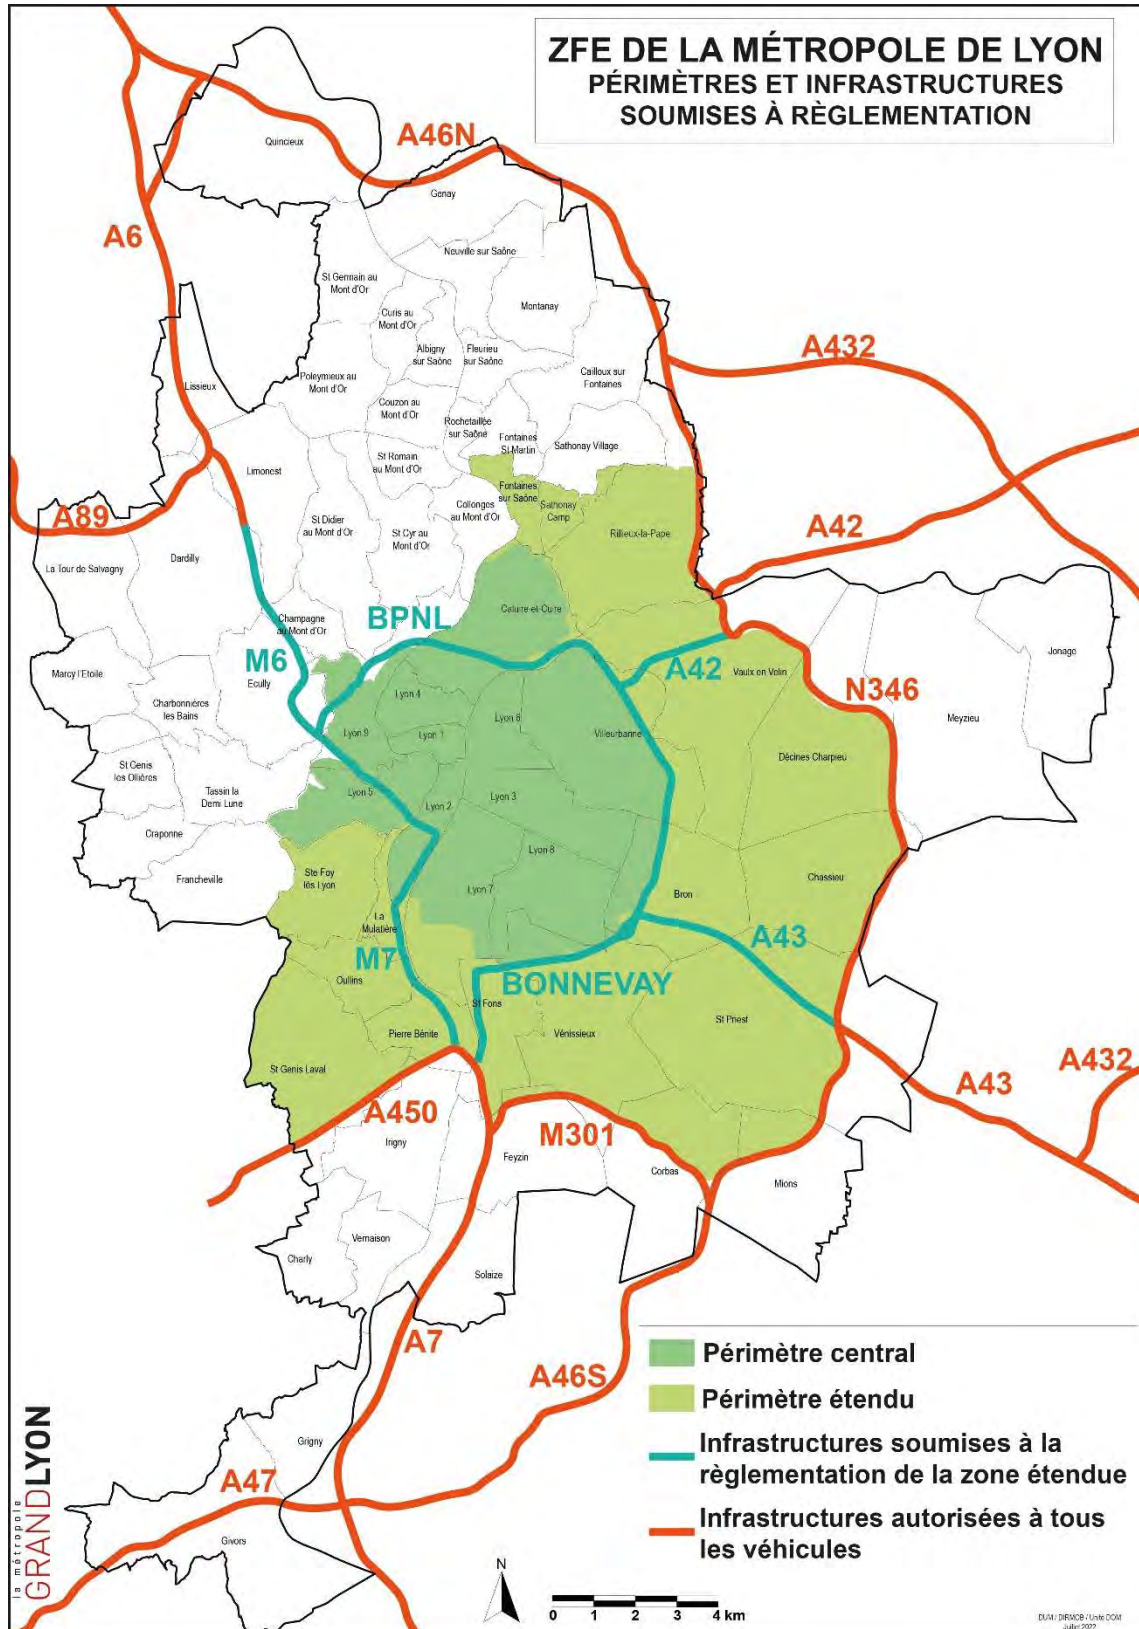 ZFE DE LA MÉTROPOLE DE LYON
PÉRIMÈTRES ET INFRASTRUCTURES
SOUMISES À RÈGLEMENTATION
Quincieux
A46N
Genay
A6
Neuville sur Saône
St Germain au
Mont d'Or
Curis au
Mont d'Or
Montanay
Albigny
sur Saône
Fleurieu
sur Saône
A432
Poleymieux au
Mont d'Or
Cailloux sur
Fontaines
Lissieux
Couzon au
Mont d'Or
Rochetaillée
sur Saône
Fontaines
St Martin
Sathonay Village
Limonest
St Romain
au Mont d'Or
Fontaines
sur Saône
Collonges
au Mont d'Or
Sathonay
Camp
A89
St Didier
au Mont d'Or
St Cyr au
Mont d'Or
Rillieux-la-Pape
A42
Dardilly
La Tour de Salvagny
Champagne
au Mont d'Or
BPNL
Caluire-et-Cuire
M6
Marcy l'Etoile
Ecully
A42
Vaulx en Velin
Jonage
Charbonnières
les Bains
Lyon 4
N346
Meyzieu
Lyon 9
Lyon 1
Lyon 6
Villeurbanne
St Genis
les Ollières
Décines Charpieu
Tassin la
Demi Lune
Lyon 5
Lyon 2
Lyon 3
Craponne
Lyon 8
Francheville
Ste Foy
lès Lyon
Lyon 7
Bron
Chassieu
La
Mulatière
M7
A43
Oullins
BONNEVAY
St Fons
St Priest
Pierre Bénite
Vénissieux
St Genis Laval
A432
A43
A450
M301
Irigny
Feyzin
Corbas
Mions
Vernaison
Charly
Solaize
A7
A46S
Périmètre central
Périmètre étendu
Infrastructures soumises à la
règlementation de la zone étendue
Infrastructures autorisées à tous
les véhicules
Grigny
A47
Givors
la métropole
GRANDLYON
N
0 1 2 3 4 km
DUM / DIRMOB / Unité DOM
Juillet 2022